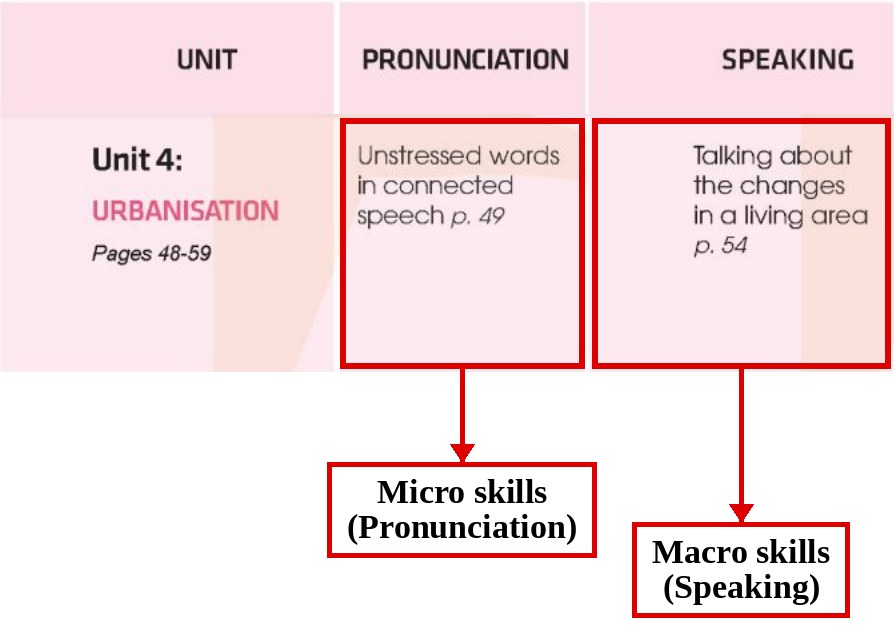 UNIT
PRONUNCIATION
SPEAKING
Unit 4:
URBANISATION
Pages 48-59
Unstressed words
in connected
speech p. 49
Talking about
the changes
in a living area
p. 54
Micro skills
(Pronunciation)
Macro skills
(Speaking)